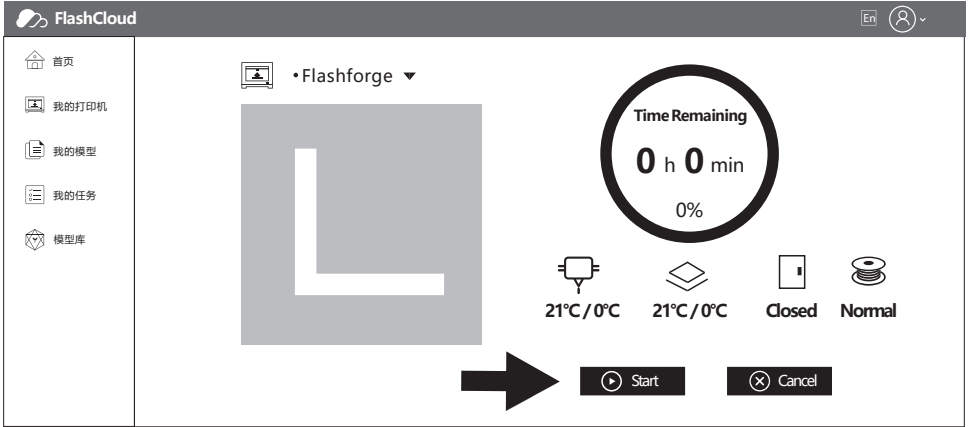 FlashCloud
En
首页
我的打印机
我的模型
我的任务
模型库
•Flashforge
Time Remaining
0 h 0 min
0%
21℃/0℃
21℃/0℃
Closed
Normal
Start
Cancel